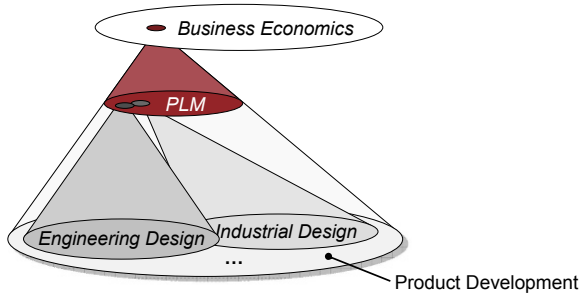 Business Economics
PLM
Industrial Design
Engineering Design
...
Product Development